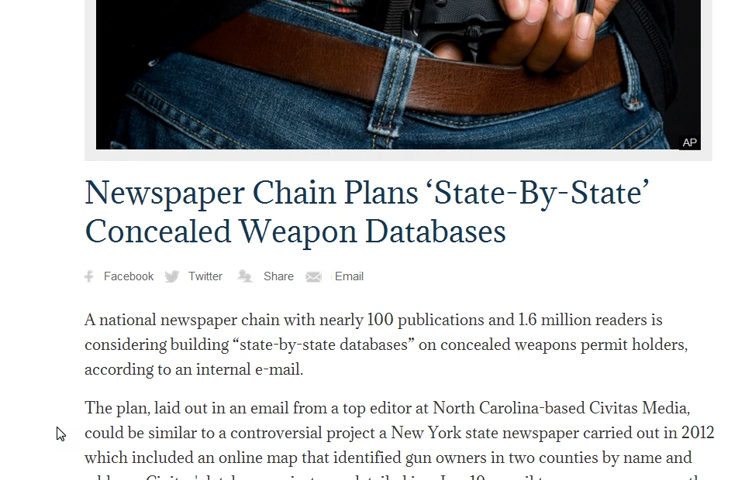 AP
Newspaper Chain Plans ‘State-By-State’
Concealed Weapon Databases
Facebook Twitter Share Email
A national newspaper chain with nearly 100 publications and 1.6 million readers is
considering building “state-by-state databases” on concealed weapons permit holders,
according to an internal e-mail.
The plan, laid out in an email from a top editor at North Carolina-based Civitas Media,
could be similar to a controversial project a New York state newspaper carried out in 2012
which included an online map that identified gun owners in two counties by name and